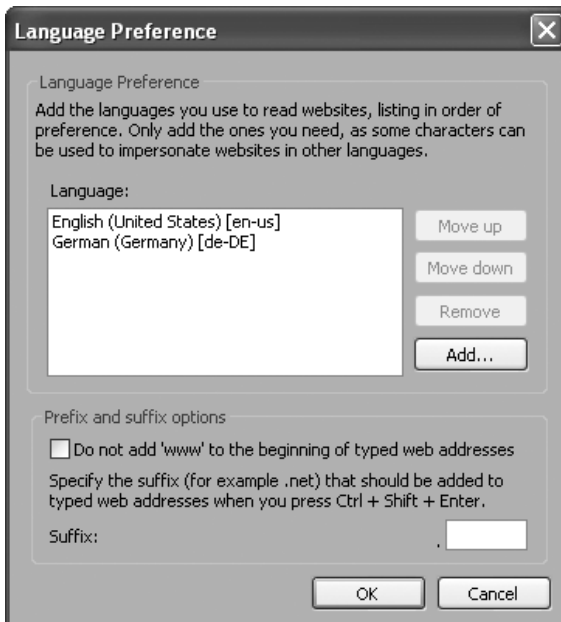 Language Preference
Language Preference
Add the languages you use to read websites, listing in order of
preference. Only add the ones you need, as some characters can
be used to impersonate websites in other languages.
Language:
English (United States) [en-us]
German (Germany) [de-DE]
Move up
Move down
Remove
Add...
Prefix and suffix options
Do not add 'www' to the beginning of typed web addresses
Specify the suffix (for example .net) that should be added to
typed web addresses when you press Ctrl + Shift + Enter.
Suffix: .
OK Cancel